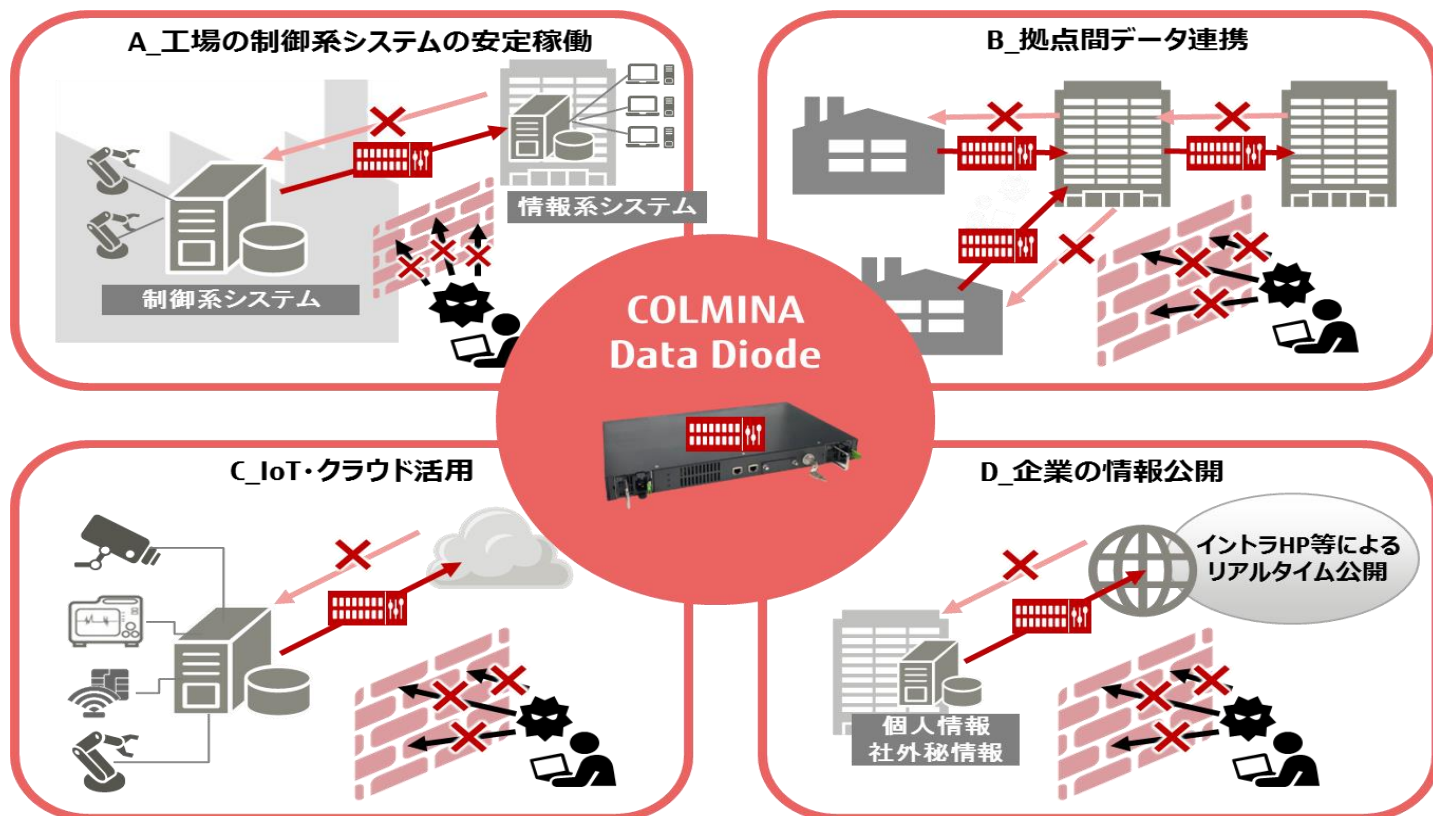 A_工場の制御系システムの安定稼働
情報系システム
制御系システム
B_拠点間データ連携
COLMINA
Data Diode
C_IoT・クラウド活用
D_企業の情報公開
イントラHP等による
リアルタイム公開
個人情報
社外秘情報